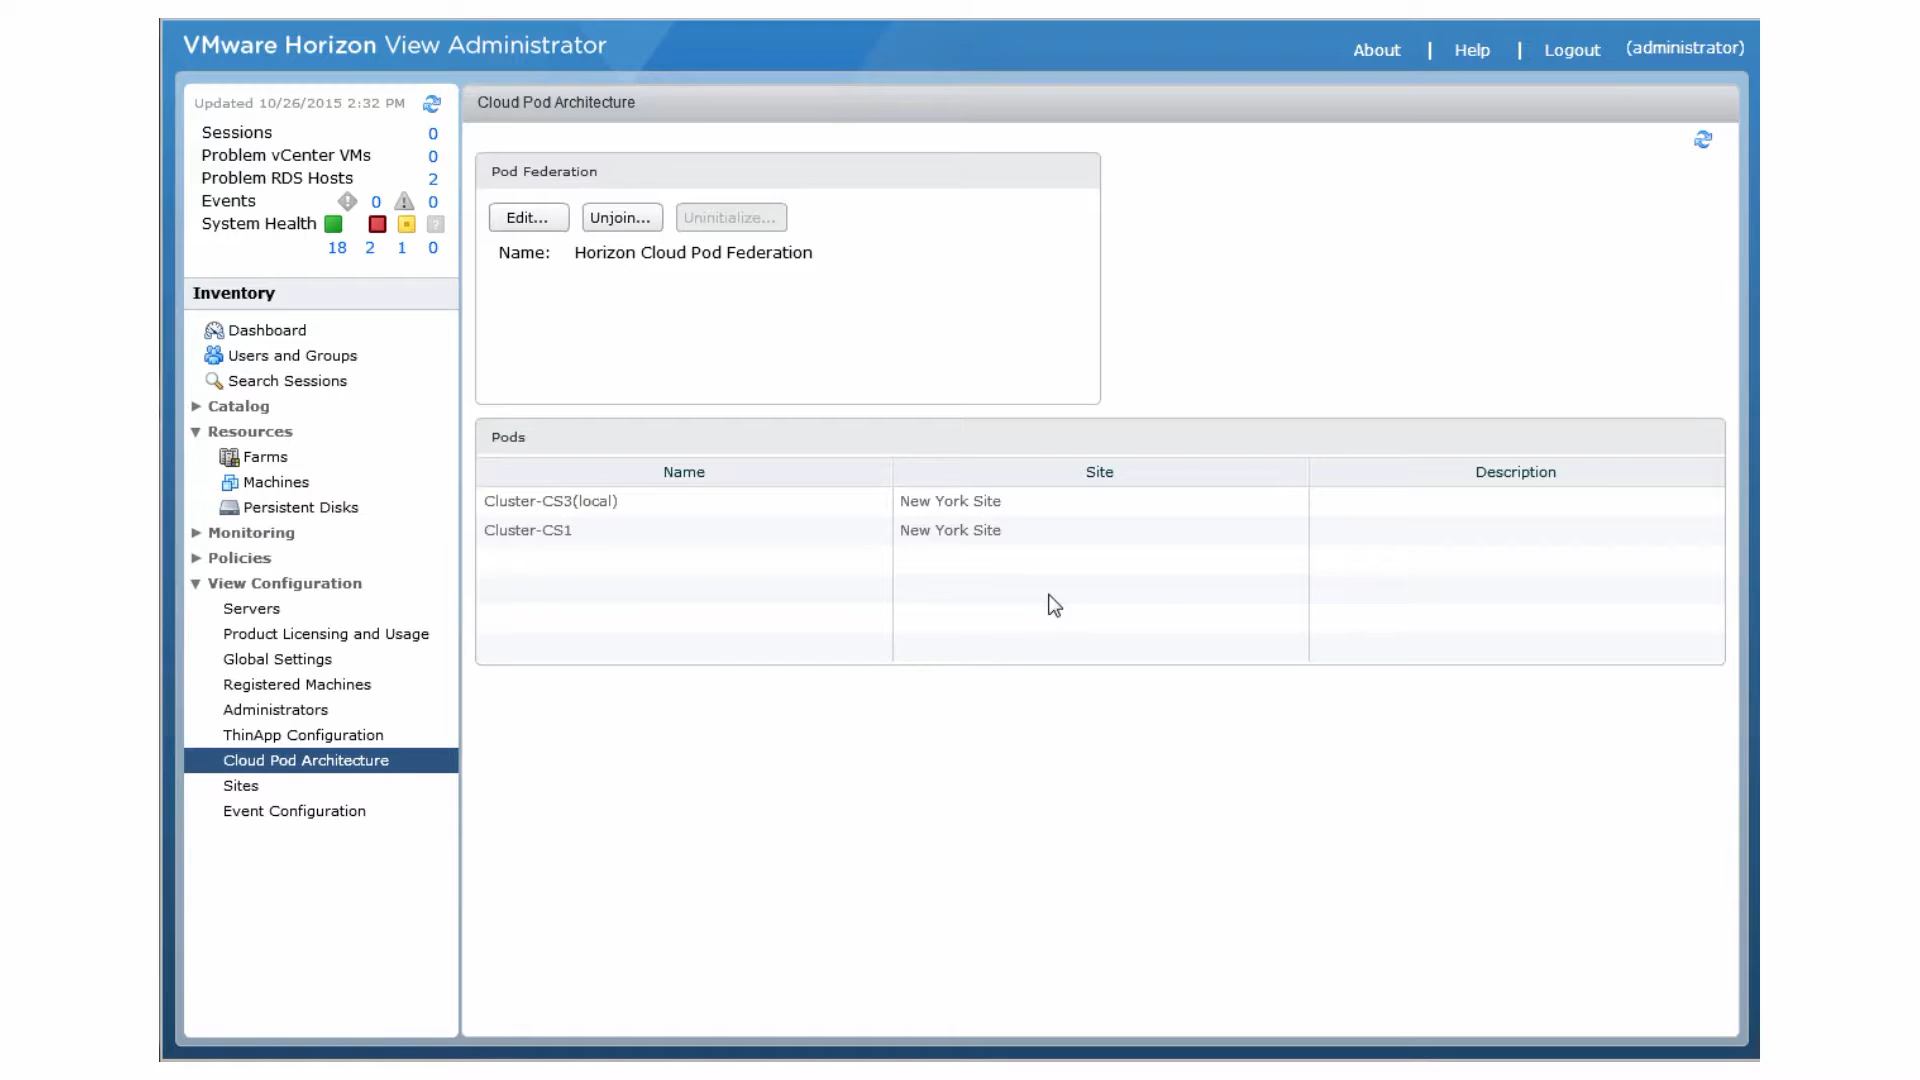 VMware Horizon View Administrator
About | Help | Logout (administrator)
Updated 10/26/2015 2:32 PM
Sessions 0
Problem vCenter VMs 0
Problem RDS Hosts 2
Events 0 0
System Health
18 2 1 0
Inventory
Dashboard
Users and Groups
Search Sessions
Catalog
Resources
Farms
Machines
Persistent Disks
Monitoring
Policies
View Configuration
Servers
Product Licensing and Usage
Global Settings
Registered Machines
Administrators
ThinApp Configuration
Cloud Pod Architecture
Sites
Event Configuration
Cloud Pod Architecture
Pod Federation
Edit... Unjoin... Uninitialize...
Name: Horizon Cloud Pod Federation
Pods
Name Site Description
Cluster-CS3(local) New York Site
Cluster-CS1 New York Site